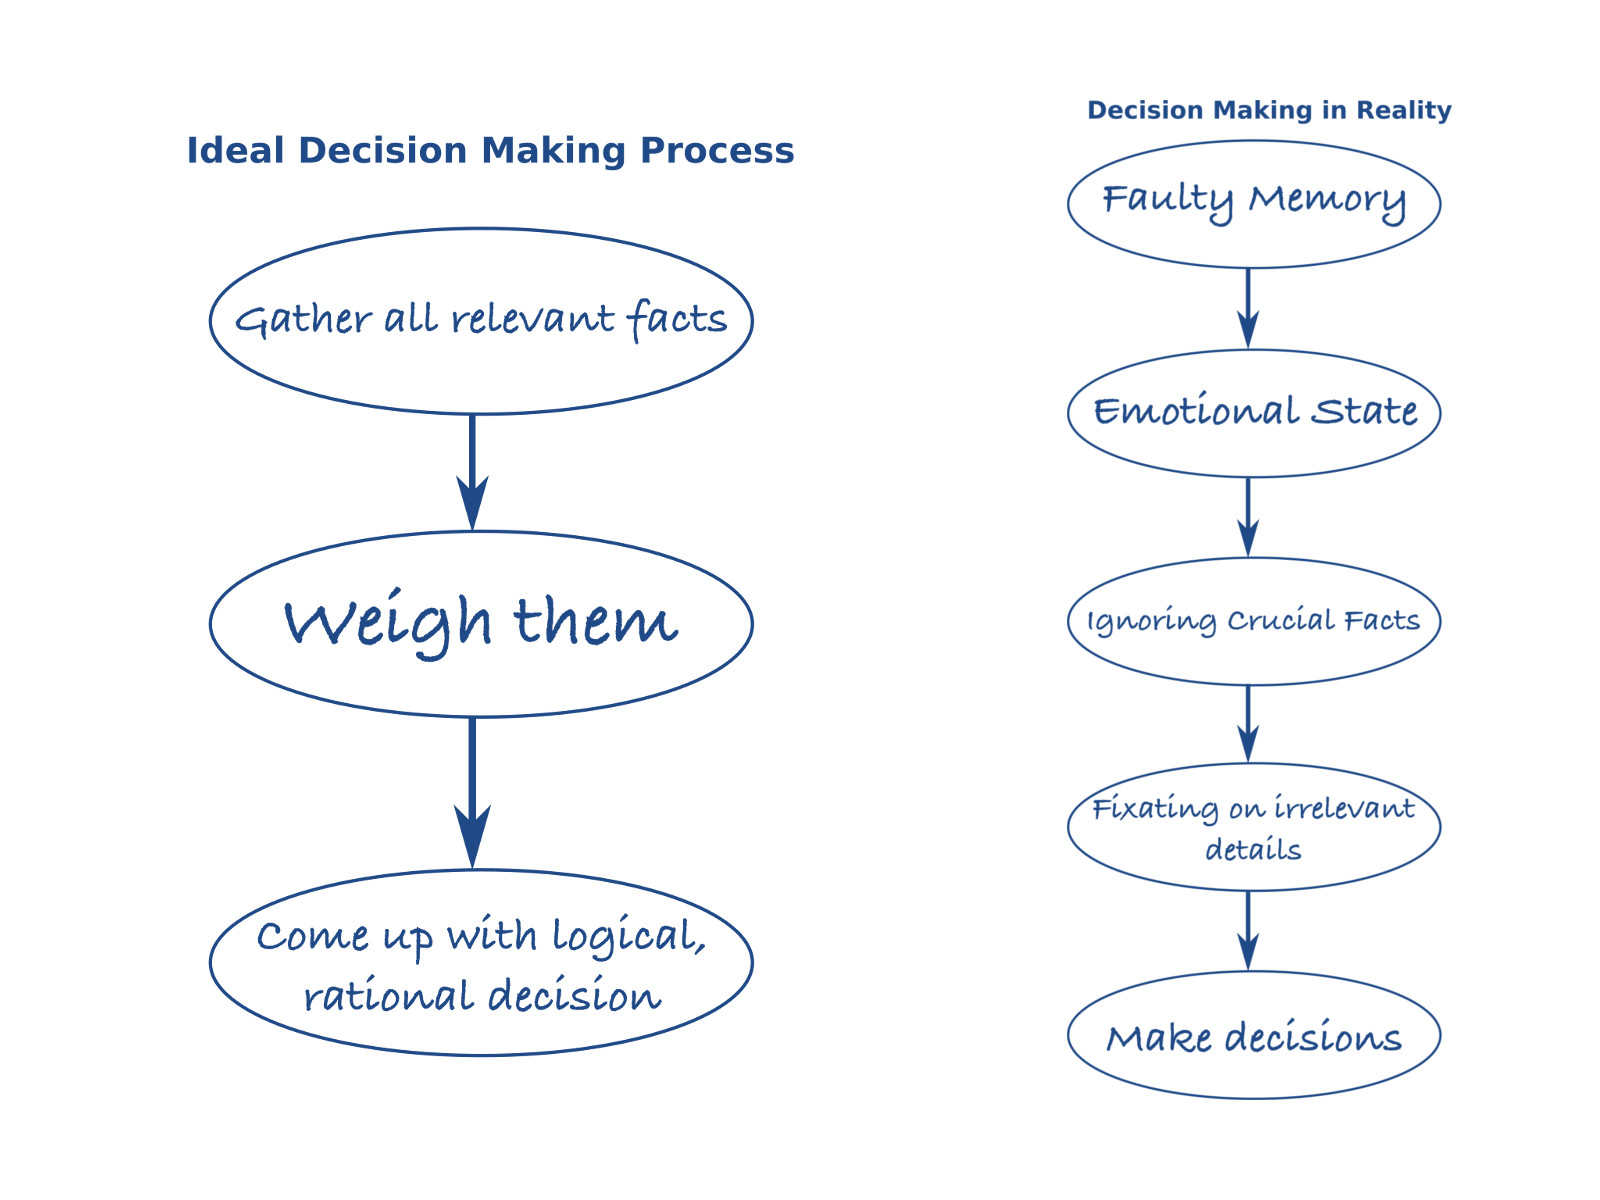 Ideal Decision Making Process
Gather all relevant facts
Weigh them
Come up with logical,
rational decision
Decision Making in Reality
Faulty Memory
Emotional State
Ignoring Crucial Facts
Fixating on irrelevant
details
Make decisions